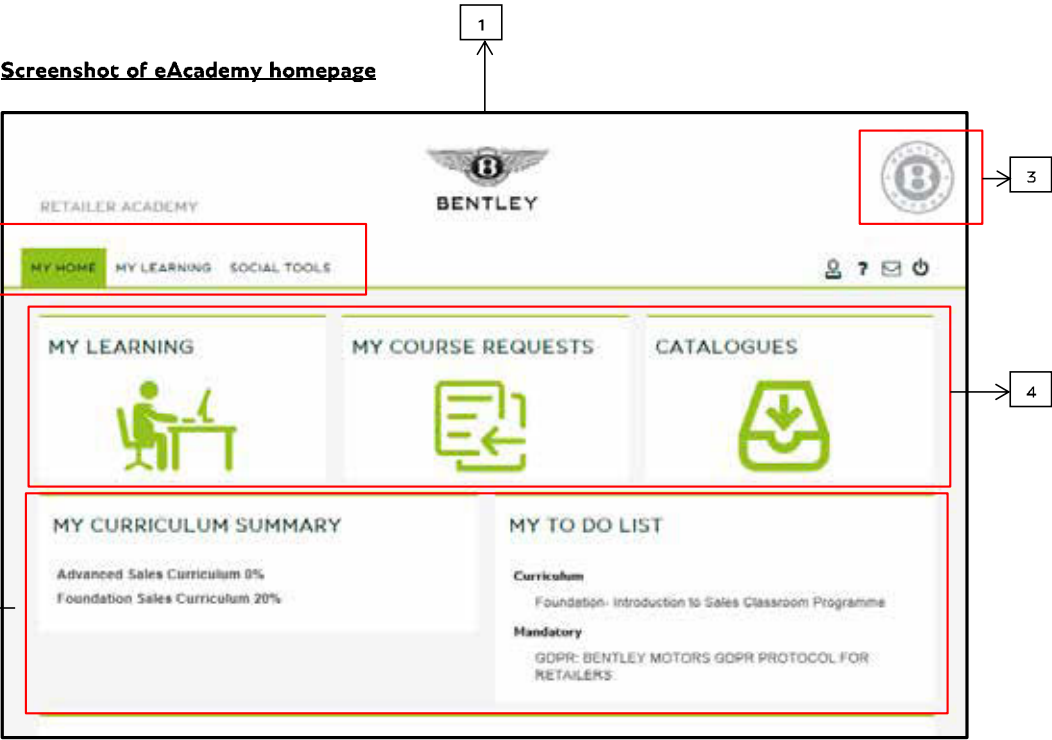 1
Screenshot of eAcademy homepage
B
BENTLEY
BENTLEY
B
MOTORS
3
RETAILER ACADEMY
MY HOME MY LEARNING SOCIAL TOOLS
?
MY LEARNING
MY COURSE REQUESTS
CATALOGUES
4
MY CURRICULUM SUMMARY
Advanced Sales Curriculum 0%
Foundation Sales Curriculum 20%
MY TO DO LIST
Curriculum
Foundation- Introduction to Sales Classroom Programme
Mandatory
GDPR: BENTLEY MOTORS GDPR PROTOCOL FOR
RETAILERS